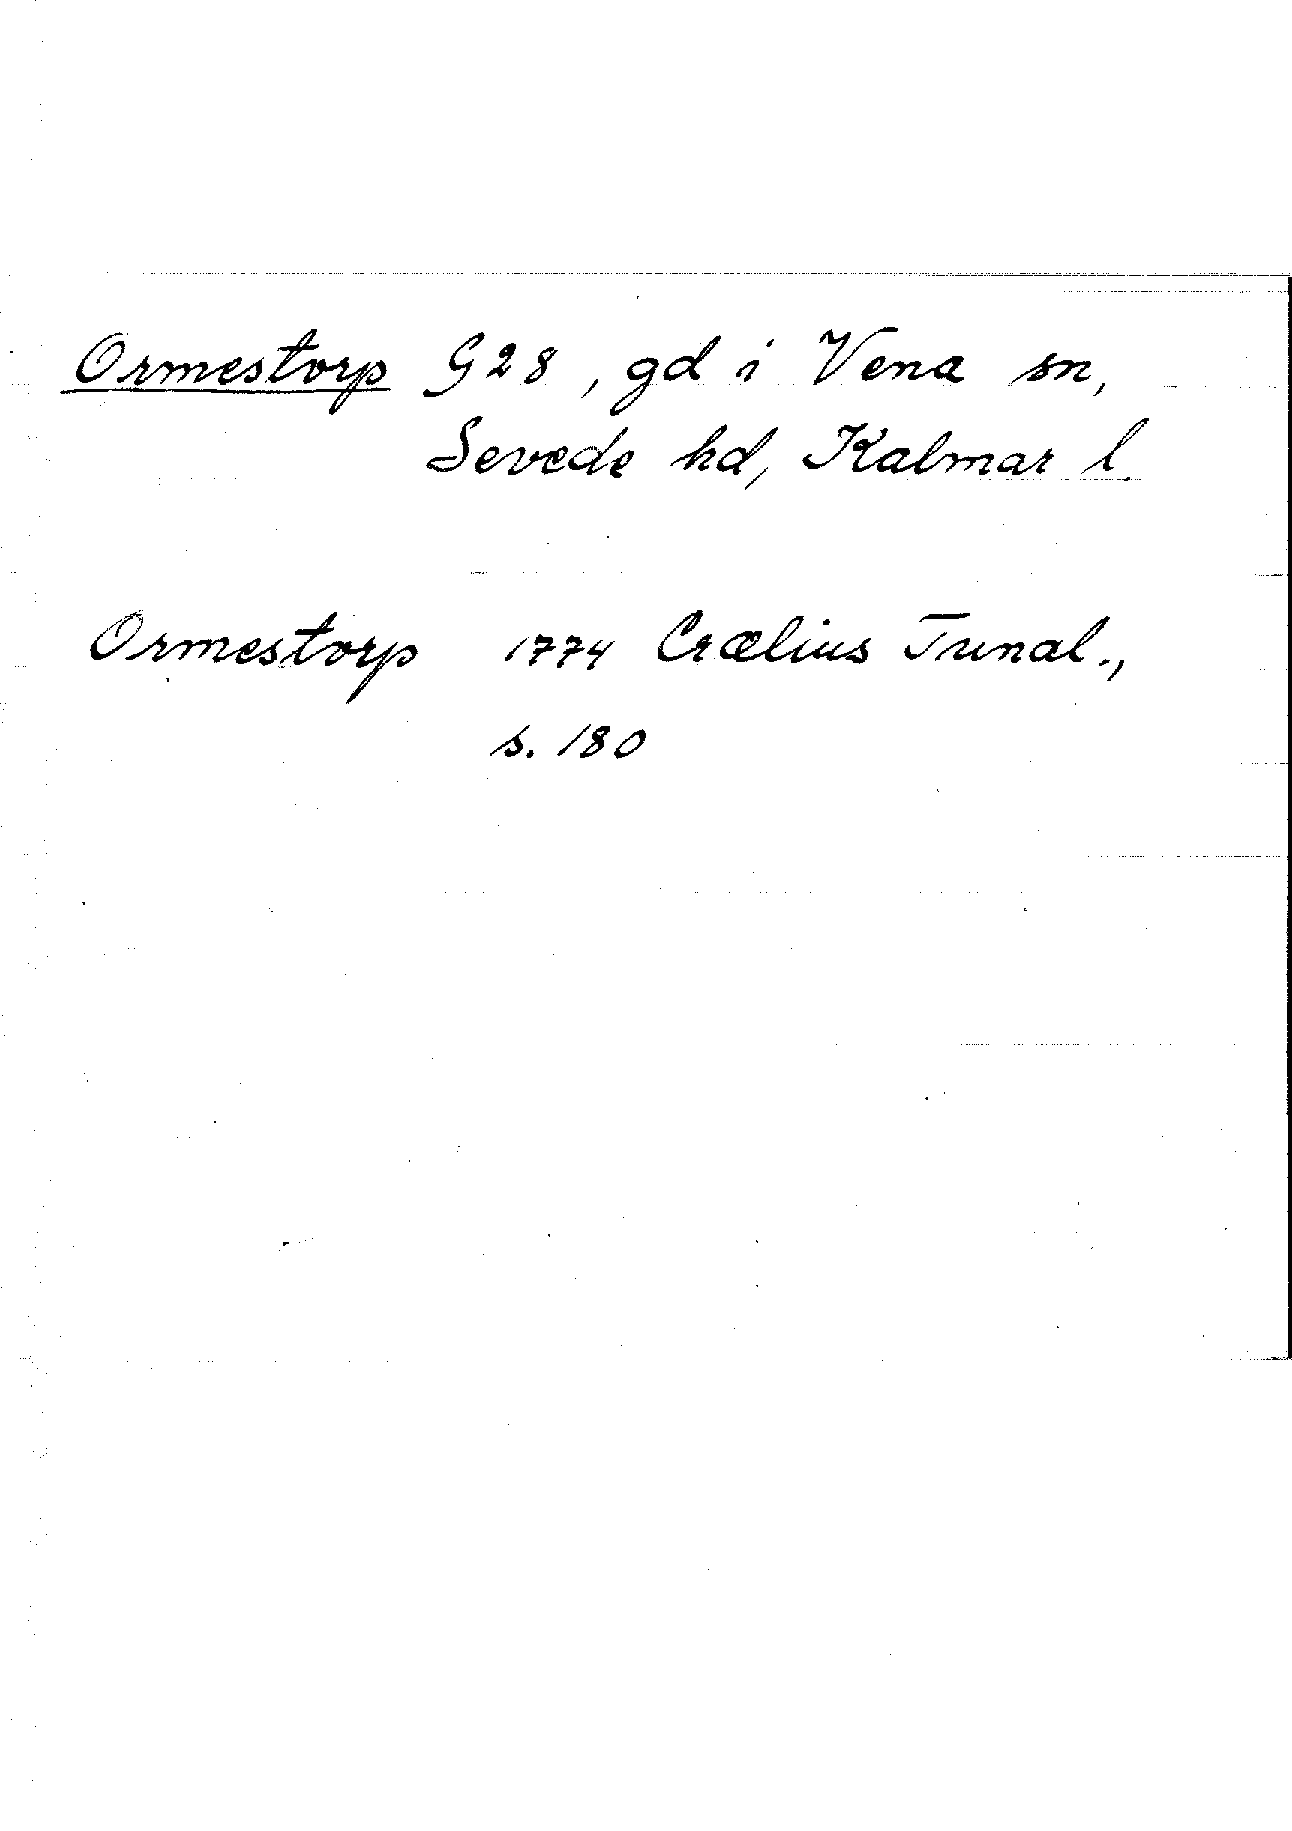 Ormestorp G28, gd i Vena sn,
Sevede hd, Kalmar l.
Ormestorp 1774 Crælius Tunal.,
s. 180